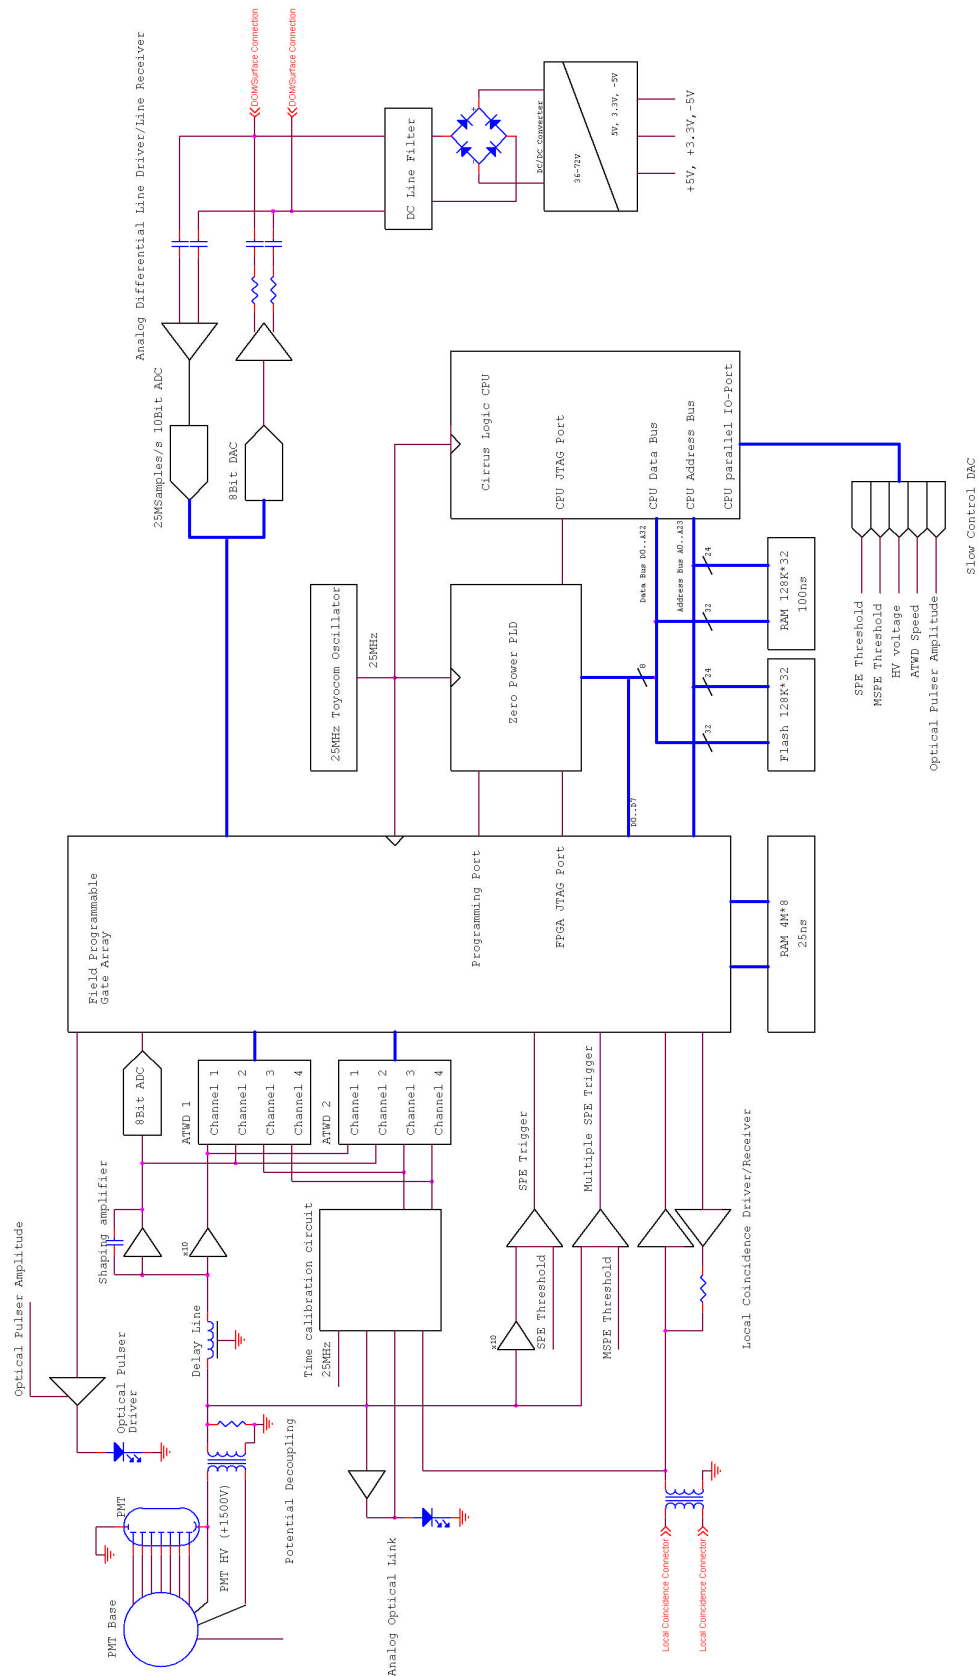 PMT Base
PMT
PMT HV (+1500V)
Potential Decoupling
Optical Pulser Amplitude
Optical Pulser
Driver
Shaping amplifier
x10
Delay Line
Analog Optical Link
Time calibration circuit
25MHz
8Bit ADC
ATWD 1
Channel 1
Channel 2
Channel 3
Channel 4
ATWD 2
Channel 1
Channel 2
Channel 3
Channel 4
x10
SPE Threshold
SPE Trigger
MSPE Threshold
Multiple SPE Trigger
Local Coincidence Driver/Receiver
Local Coincidence Connector
Local Coincidence Connector
Field Programmable
Gate Array
Programming Port
FPGA JTAG Port
RAM 4M*8
25ns
25MHz Toyocom Oscillator
25MHz
Zero Power PLD
8
D0..D7
Data Bus D0..A32
Address Bus A0..A23
Flash 128K*32
32
24
RAM 128K*32
100ns
32
24
Cirrus Logic CPU
CPU JTAG Port
CPU Data Bus
CPU Address Bus
CPU parallel IO-Port
SPE Threshold
MSPE Threshold
HV voltage
ATWD Speed
Optical Pulser Amplitude
Slow Control DAC
25MSamples/s 10Bit ADC
8Bit DAC
Analog Differential Line Driver/Line Receiver
DOM/Surface Connection
DOM/Surface Connection
DC Line Filter
+
-
DC/DC Converter
36-72V
5V, 3.3V, -5V
+5V, +3.3V,-5V